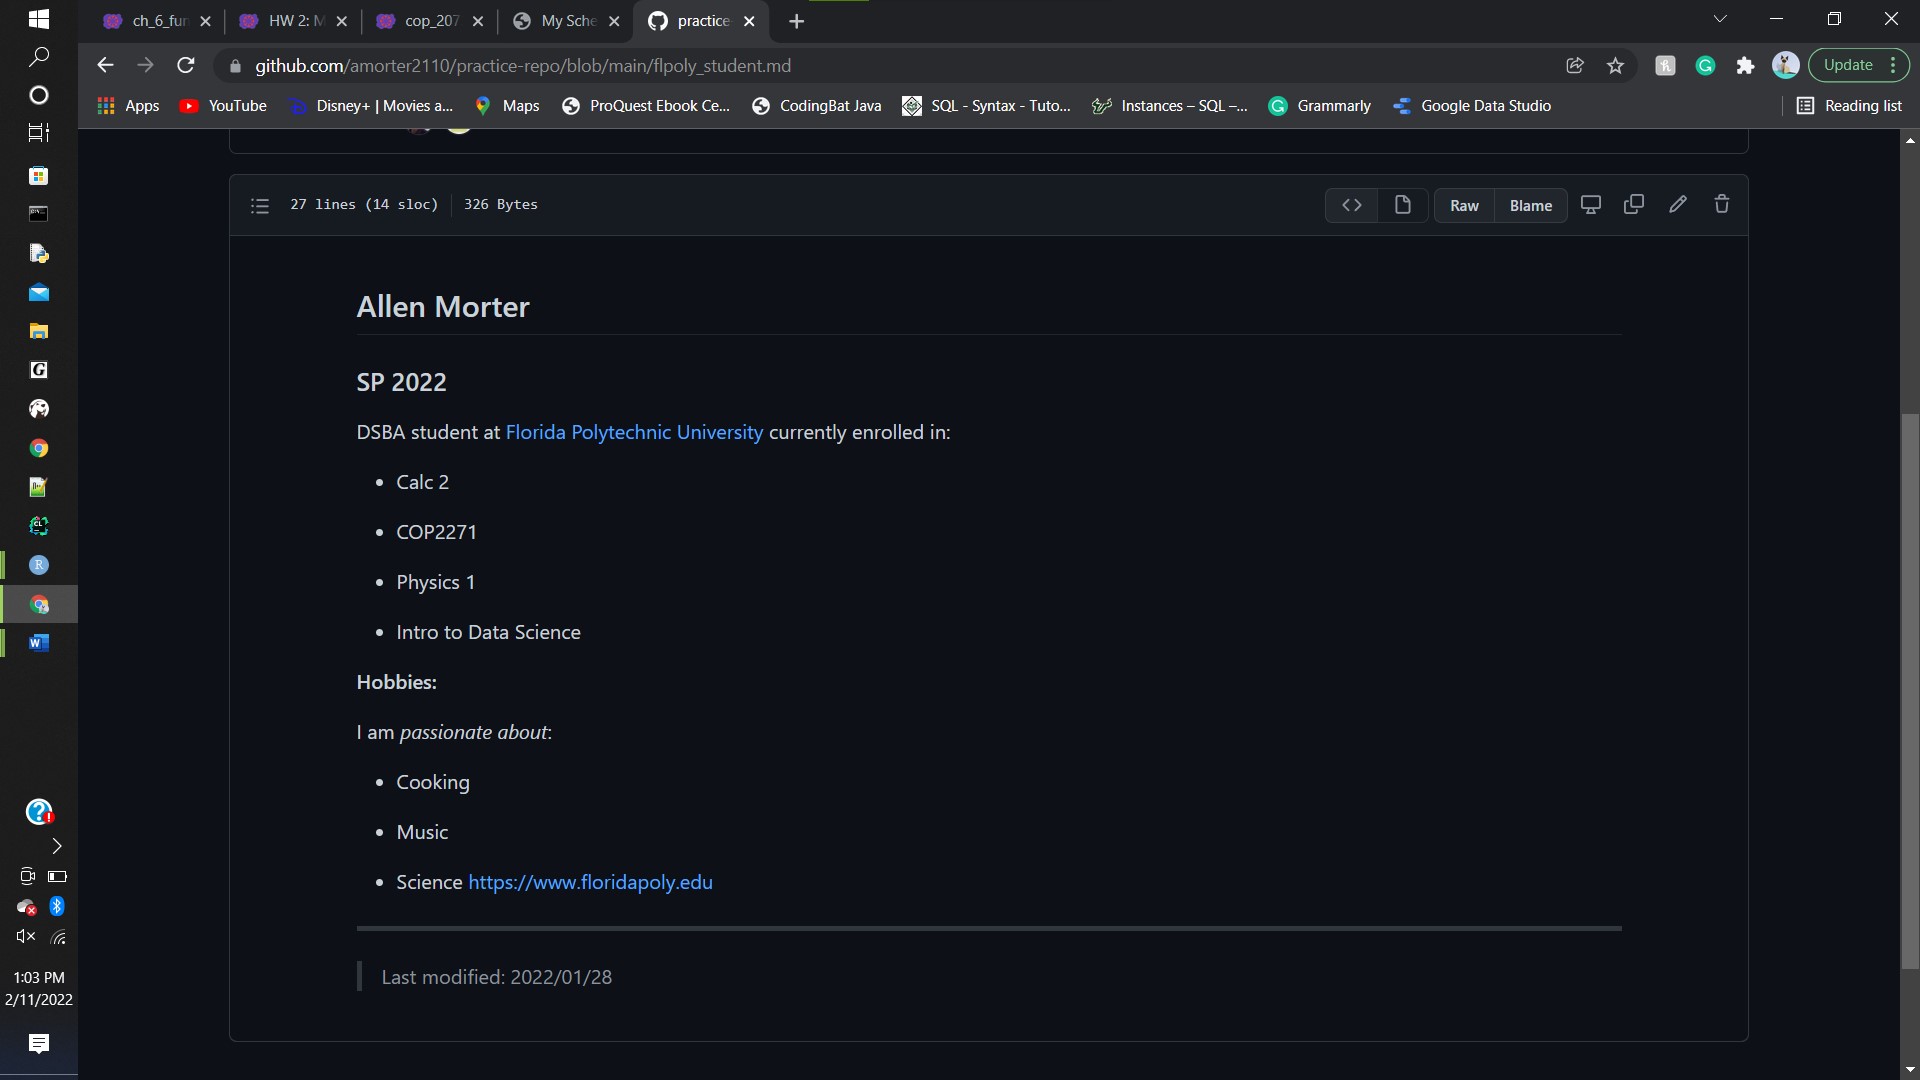 ch_6_fun
HW 2: M
cop_207
My Sche
practice-
github.com/amorter2110/practice-repo/blob/main/flpoly_student.md
Update
Apps
YouTube
Disney+ | Movies a...
Maps
ProQuest Ebook Ce...
CodingBat Java
SQL - Syntax - Tuto...
Instances – SQL –...
Grammarly
Google Data Studio
Reading list
27 lines (14 sloc)
326 Bytes
Raw
Blame
Allen Morter
SP 2022
DSBA student at Florida Polytechnic University currently enrolled in:
• Calc 2
• COP2271
• Physics 1
• Intro to Data Science
Hobbies:
I am passionate about:
• Cooking
• Music
• Science https://www.floridapoly.edu
Last modified: 2022/01/28
1:03 PM
2/11/2022